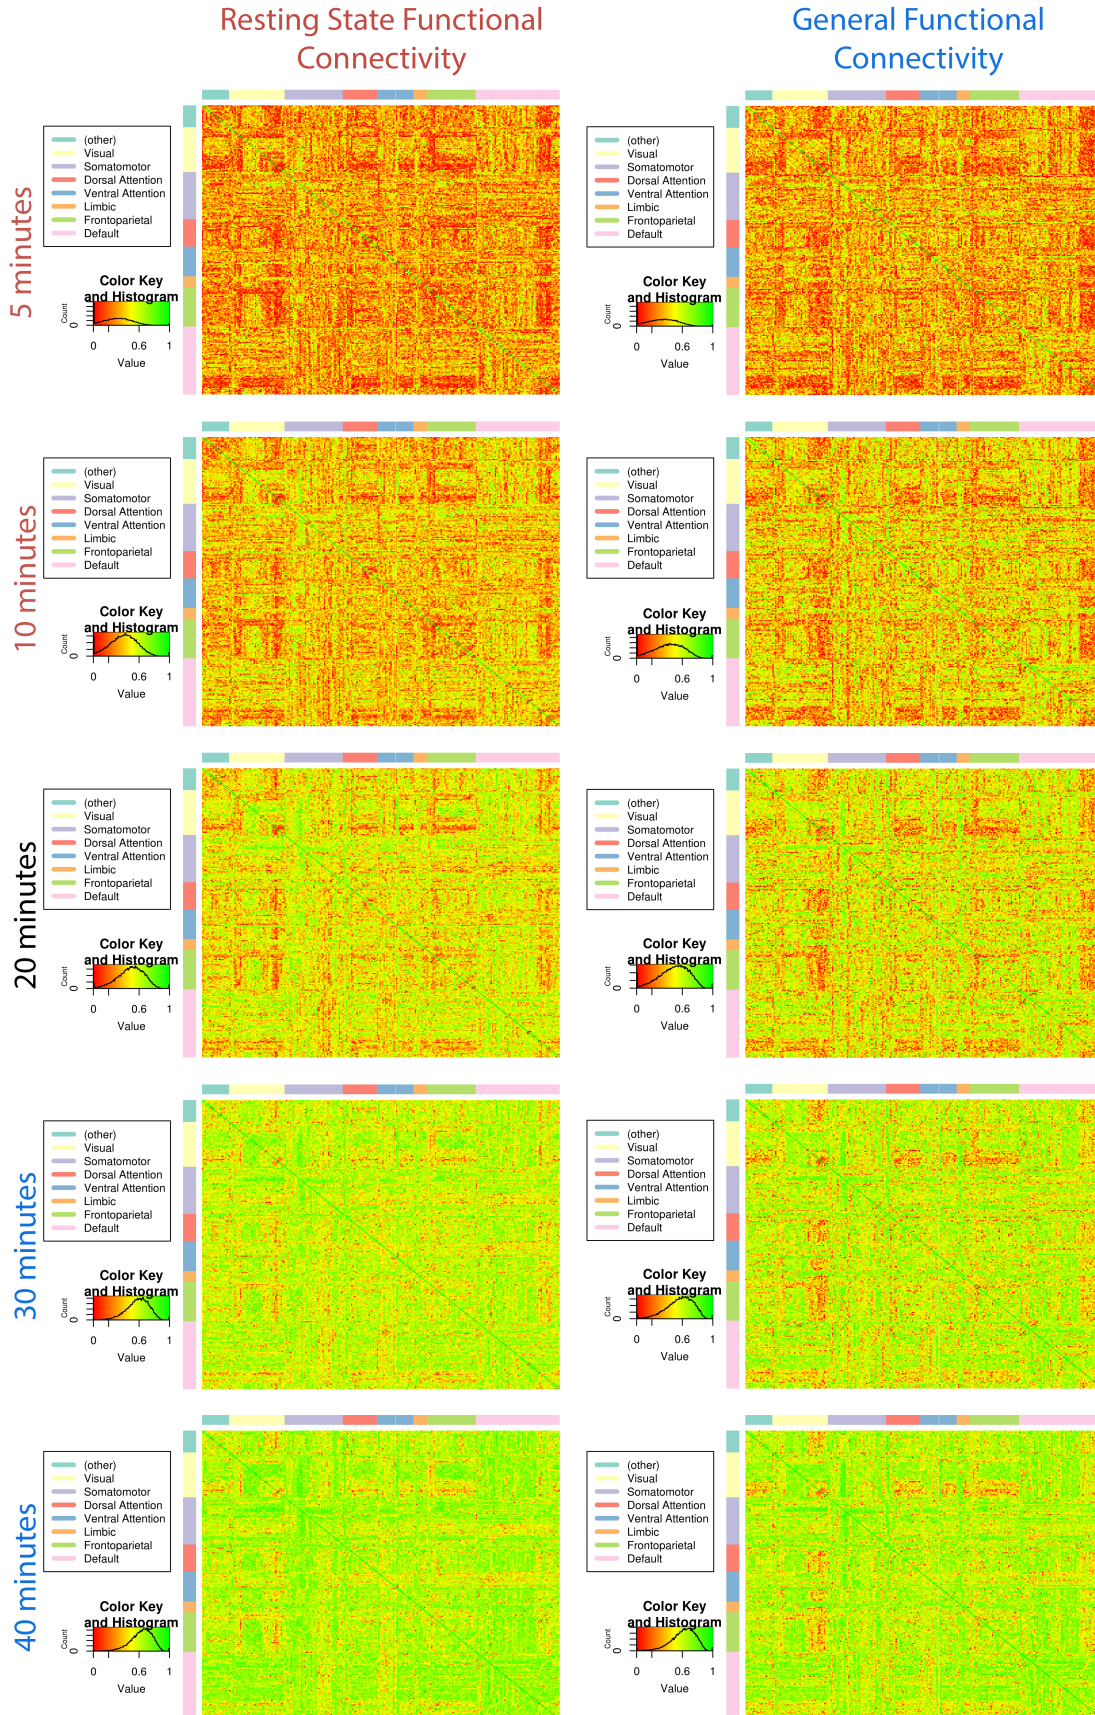 Resting State Functional
Connectivity
General Functional
Connectivity
5 minutes
(other)
Visual
Somatomotor
Dorsal Attention
Ventral Attention
Limbic
Frontoparietal
Default
Color Key
and Histogram
Count
0
0 0.6 1
Value
(other)
Visual
Somatomotor
Dorsal Attention
Ventral Attention
Limbic
Frontoparietal
Default
Color Key
and Histogram
Count
0
0 0.6 1
Value
10 minutes
(other)
Visual
Somatomotor
Dorsal Attention
Ventral Attention
Limbic
Frontoparietal
Default
Color Key
and Histogram
Count
0
0 0.6 1
Value
(other)
Visual
Somatomotor
Dorsal Attention
Ventral Attention
Limbic
Frontoparietal
Default
Color Key
and Histogram
Count
0
0 0.6 1
Value
20 minutes
(other)
Visual
Somatomotor
Dorsal Attention
Ventral Attention
Limbic
Frontoparietal
Default
Color Key
and Histogram
Count
0
0 0.6 1
Value
(other)
Visual
Somatomotor
Dorsal Attention
Ventral Attention
Limbic
Frontoparietal
Default
Color Key
and Histogram
Count
0
0 0.6 1
Value
30 minutes
(other)
Visual
Somatomotor
Dorsal Attention
Ventral Attention
Limbic
Frontoparietal
Default
Color Key
and Histogram
Count
0
0 0.6 1
Value
(other)
Visual
Somatomotor
Dorsal Attention
Ventral Attention
Limbic
Frontoparietal
Default
Color Key
and Histogram
Count
0
0 0.6 1
Value
40 minutes
(other)
Visual
Somatomotor
Dorsal Attention
Ventral Attention
Limbic
Frontoparietal
Default
Color Key
and Histogram
Count
0
0 0.6 1
Value
(other)
Visual
Somatomotor
Dorsal Attention
Ventral Attention
Limbic
Frontoparietal
Default
Color Key
and Histogram
Count
0
0 0.6 1
Value